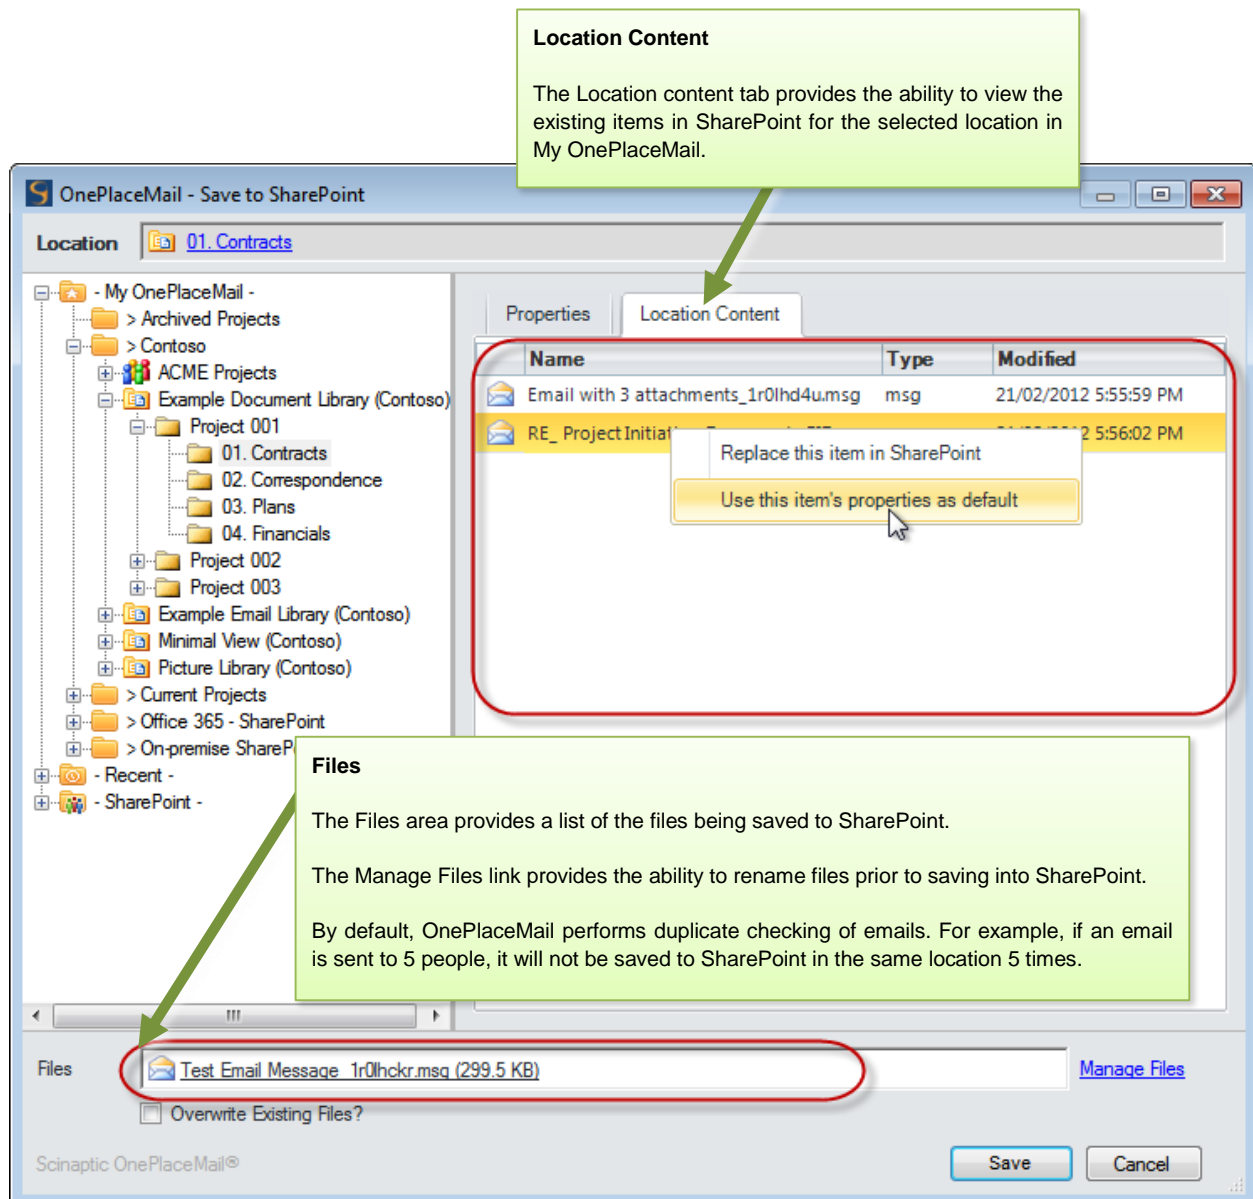 Location Content
The Location content tab provides the ability to view the
existing items in SharePoint for the selected location in
My OnePlaceMail.
OnePlaceMail - Save to SharePoint
Location 01. Contracts
- My OnePlaceMail -
> Archived Projects
> Contoso
ACME Projects
Example Document Library (Contoso)
Project 001
01. Contracts
02. Correspondence
03. Plans
04. Financials
Project 002
Project 003
Example Email Library (Contoso)
Minimal View (Contoso)
Picture Library (Contoso)
> Current Projects
> Office 365 - SharePoint
> On-premise ShareP
- Recent -
- SharePoint -
Properties Location Content
Name Type Modified
Email with 3 attachments_1r0lhd4u.msg msg 21/02/2012 5:55:59 PM
RE_ Project Initiat 2 5:56:02 PM
Replace this item in SharePoint
Use this item's properties as default
Files
The Files area provides a list of the files being saved to SharePoint.
The Manage Files link provides the ability to rename files prior to saving into SharePoint.
By default, OnePlaceMail performs duplicate checking of emails. For example, if an email
is sent to 5 people, it will not be saved to SharePoint in the same location 5 times.
Files Test Email Message_1r0lhckr.msg (299.5 KB) Manage Files
Overwrite Existing Files?
Scinaptic OnePlaceMail® Save Cancel